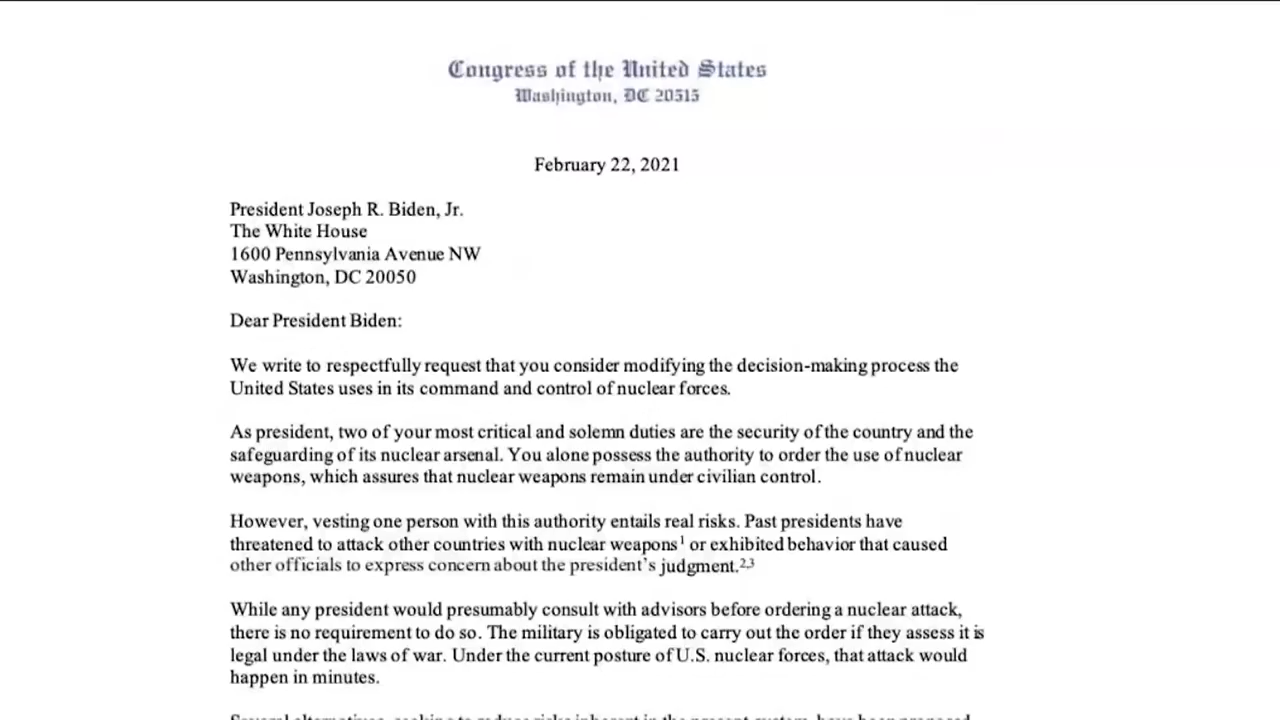 Congress of the United States
Washington, DC 20515
February 22, 2021
President Joseph R. Biden, Jr.
The White House
1600 Pennsylvania Avenue NW
Washington, DC 20050
Dear President Biden:
We write to respectfully request that you consider modifying the decision-making process the
United States uses in its command and control of nuclear forces.
As president, two of your most critical and solemn duties are the security of the country and the
safeguarding of its nuclear arsenal. You alone possess the authority to order the use of nuclear
weapons, which assures that nuclear weapons remain under civilian control.
However, vesting one person with this authority entails real risks. Past presidents have
threatened to attack other countries with nuclear weapons¹ or exhibited behavior that caused
other officials to express concern about the president's judgment.²,³
While any president would presumably consult with advisors before ordering a nuclear attack,
there is no requirement to do so. The military is obligated to carry out the order if they assess it is
legal under the laws of war. Under the current posture of U.S. nuclear forces, that attack would
happen in minutes.